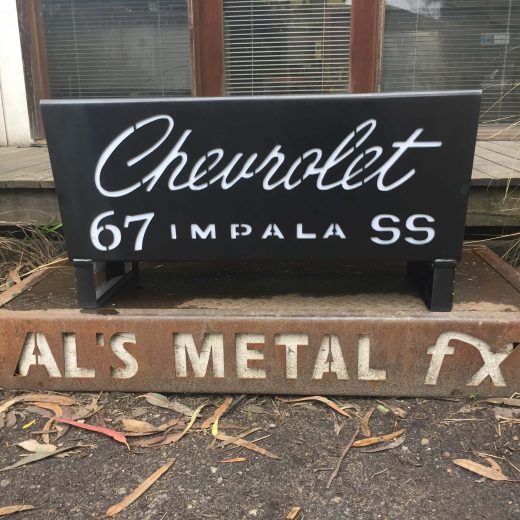 Chevrolet
67 IMPALA SS
AL'S METAL fx